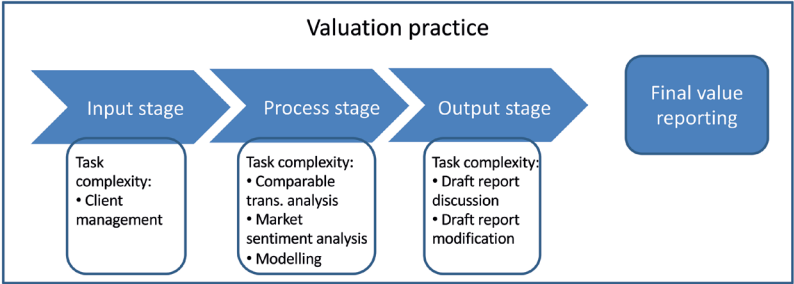 Valuation practice
Input stage
Process stage
Output stage
Final value
reporting
Task
complexity:
• Client
management
Task complexity:
• Comparable
trans. analysis
• Market
sentiment analysis
• Modelling
Task complexity:
• Draft report
discussion
• Draft report
modification